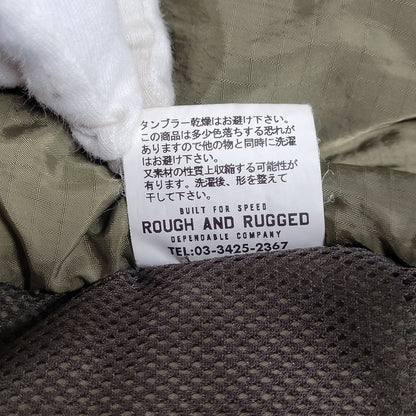 タンブラー乾燥はお避け下さい。
この商品は多少色落ちする恐れが
ありますので他の物と同時に洗濯
はお避け下さい。
又素材の性質上収縮する可能性が
有ります。洗濯後、形を整えて
干して下さい。
BUILT FOR SPEED
ROUGH AND RUGGED
DEPENDABLE COMPANY
TEL:03-3425-2367